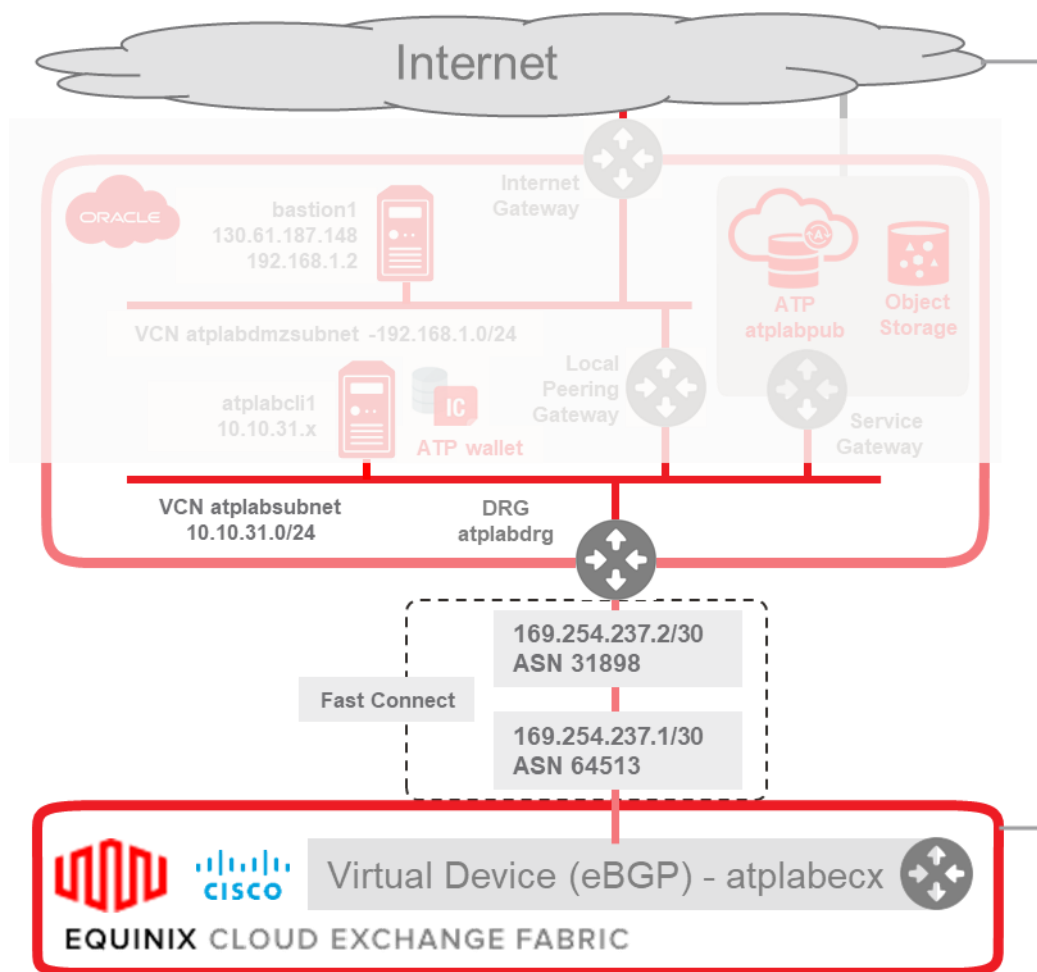 Internet
Internet
Gateway
ORACLE
bastion1
130.61.187.148
192.168.1.2
ATP
atplabpub
Object
Storage
VCN atplabdmzsubnet -192.168.1.0/24
Local
Peering
Gateway
atplabcli1
10.10.31.x
IC
ATP wallet
Service
Gateway
VCN atplabsubnet
10.10.31.0/24
DRG
atplabdrg
169.254.237.2/30
ASN 31898
Fast Connect
169.254.237.1/30
ASN 64513
CISCO
Virtual Device (eBGP) - atplabecx
EQUINIX CLOUD EXCHANGE FABRIC